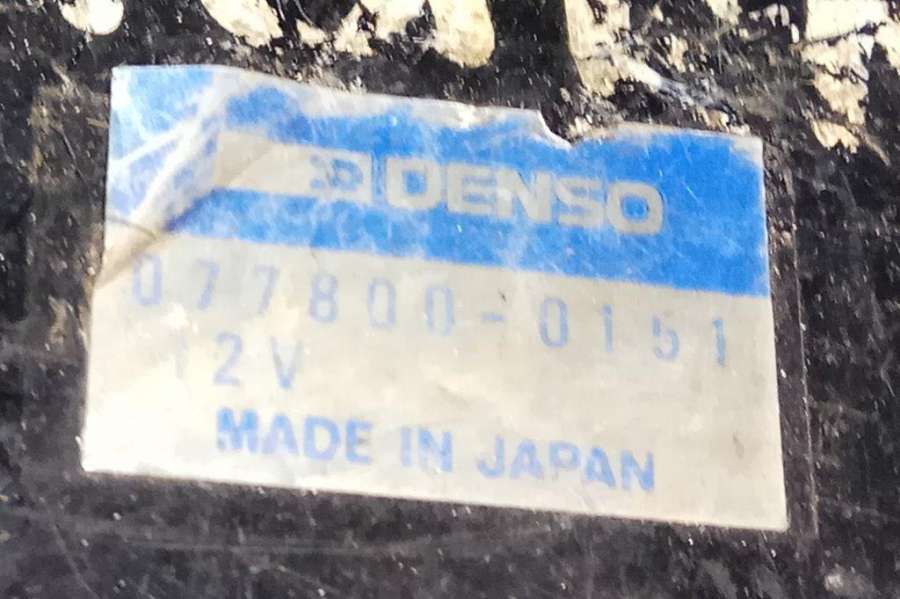 DENSO
077800-0151
12V
MADE IN JAPAN